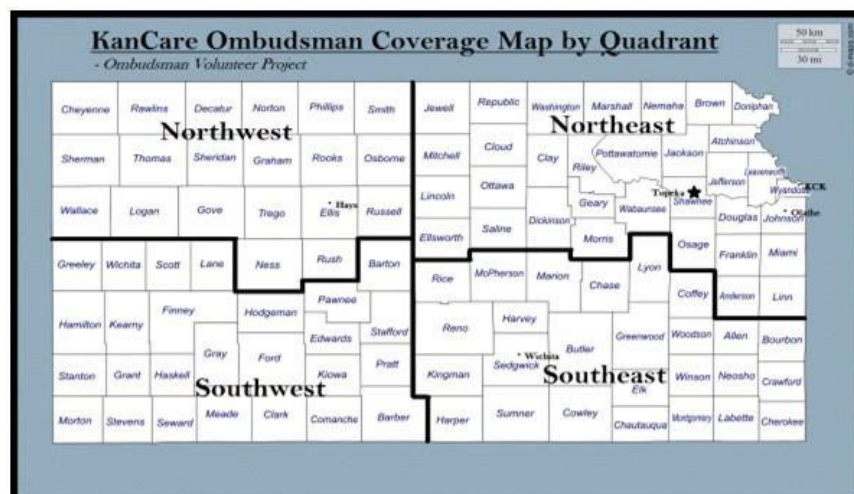 KanCare Ombudsman Coverage Map by Quadrant
- Ombudsman Volunteer Project
50 km
30 mi
© d-maps.com
Cheyenne Rawlins Decatur Norton Phillips Smith Jewell Republic Washington Marshall Nemaha Brown Doniphan
Northwest
Northeast
Atchinson
Sherman Thomas Sheridan Graham Rooks Osborne Mitchell Cloud Clay Riley Pottawatomie Jackaon
Jefferson Leavenworth Wyandotte KCK
Wallace Logan Gove Trego Ellis Hays Russell Lincoln Ottawa Geary Wabaunsee Topeka Shawnee Douglas Johnson Olathe
Ellsworth Saline Dickinson Morris Osage Franklin Miami
Greeley Wichita Scott Lane Ness Rush Barton Rice McPherson Marion Chase Lyon Coffey Anderson Linn
Hamilton Kearny Finney Hodgeman Pawnee Edwards Stafford Reno Harvey Greenwood Woodson Allen Bourbon
Gray Ford Sedgwick Wichita Butler
Stanton Grant Haskell Kiowa Pratt Kingman Elk Winson Neosho Crawford
Southwest
Southeast
Morton Stevens Seward Meade Clark Comanche Barber Harper Sumner Cowley Chautauqua Labette Cherokee